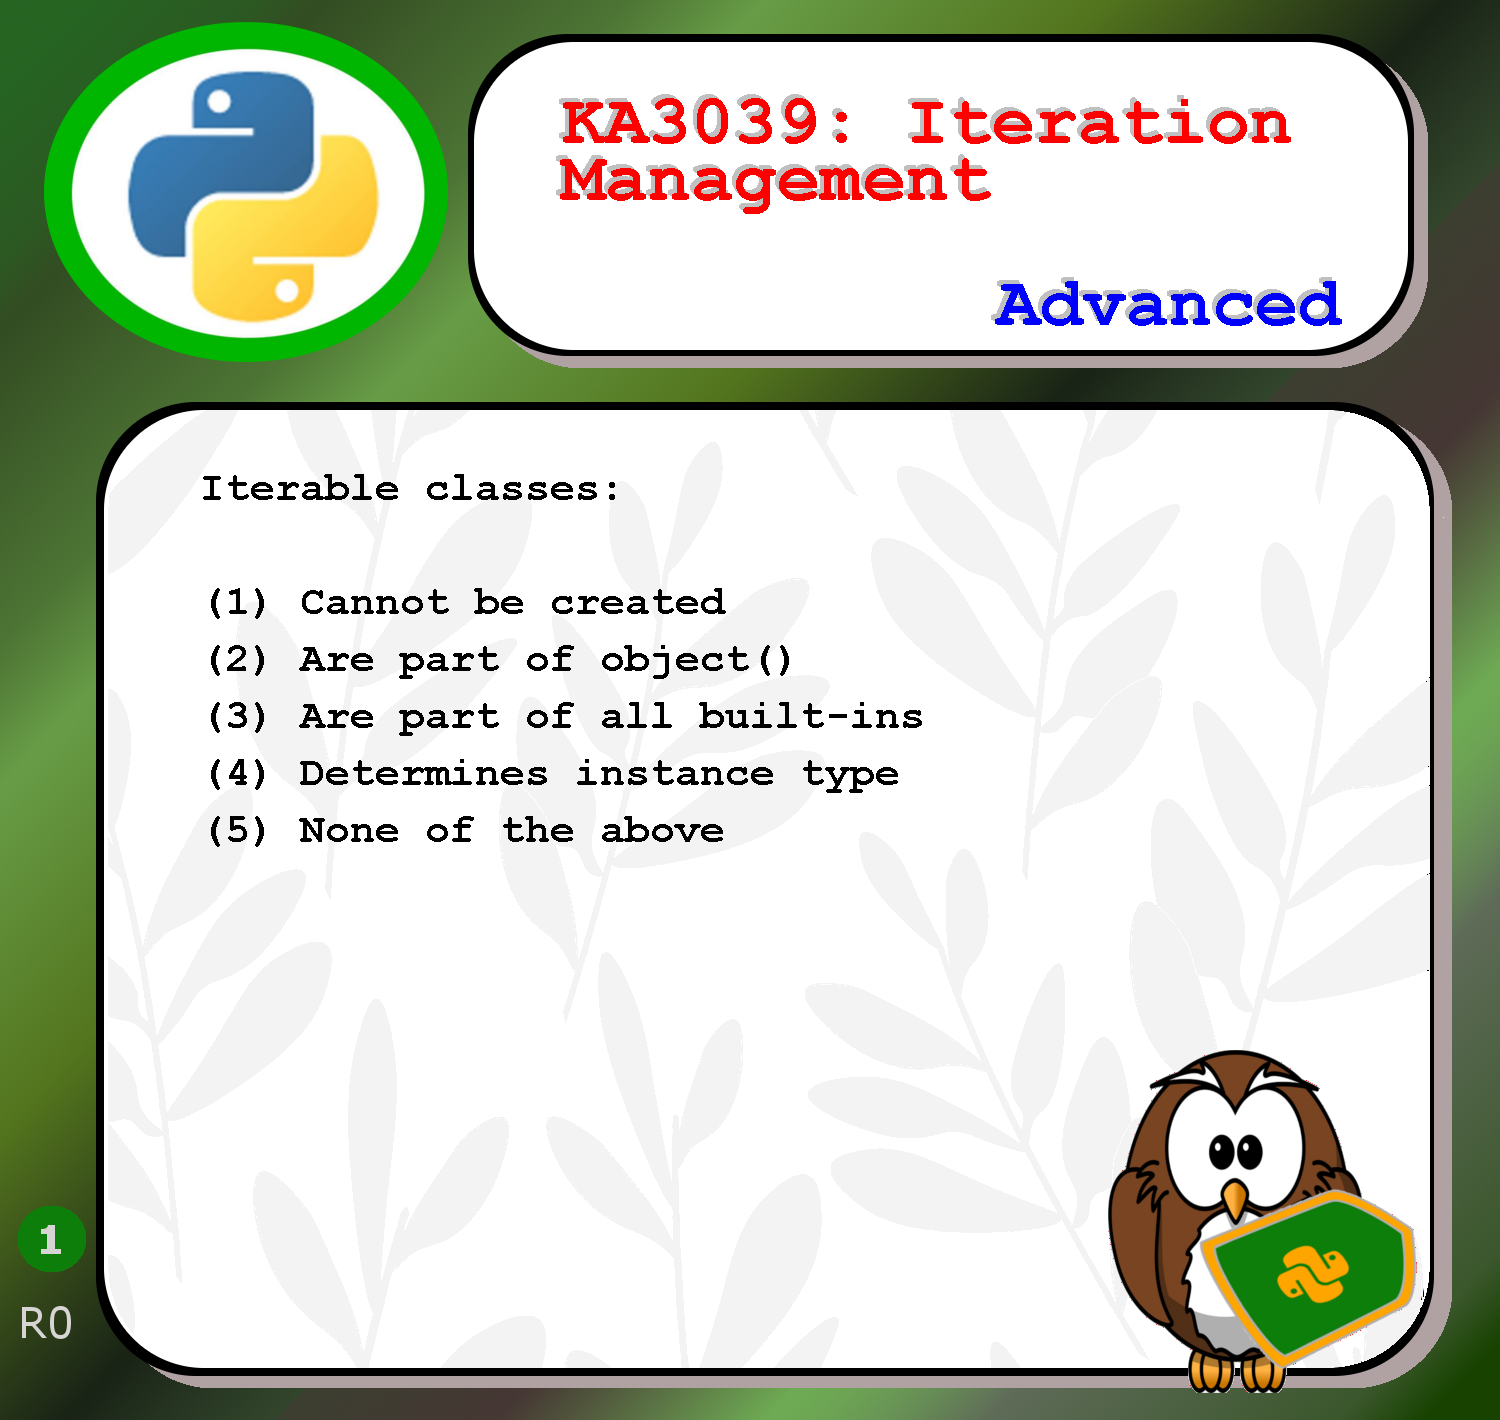 KA3039: Iteration
Management
Advanced
Iterable classes:
(1) Cannot be created
(2) Are part of object()
(3) Are part of all built-ins
(4) Determines instance type
(5) None of the above
1
R0